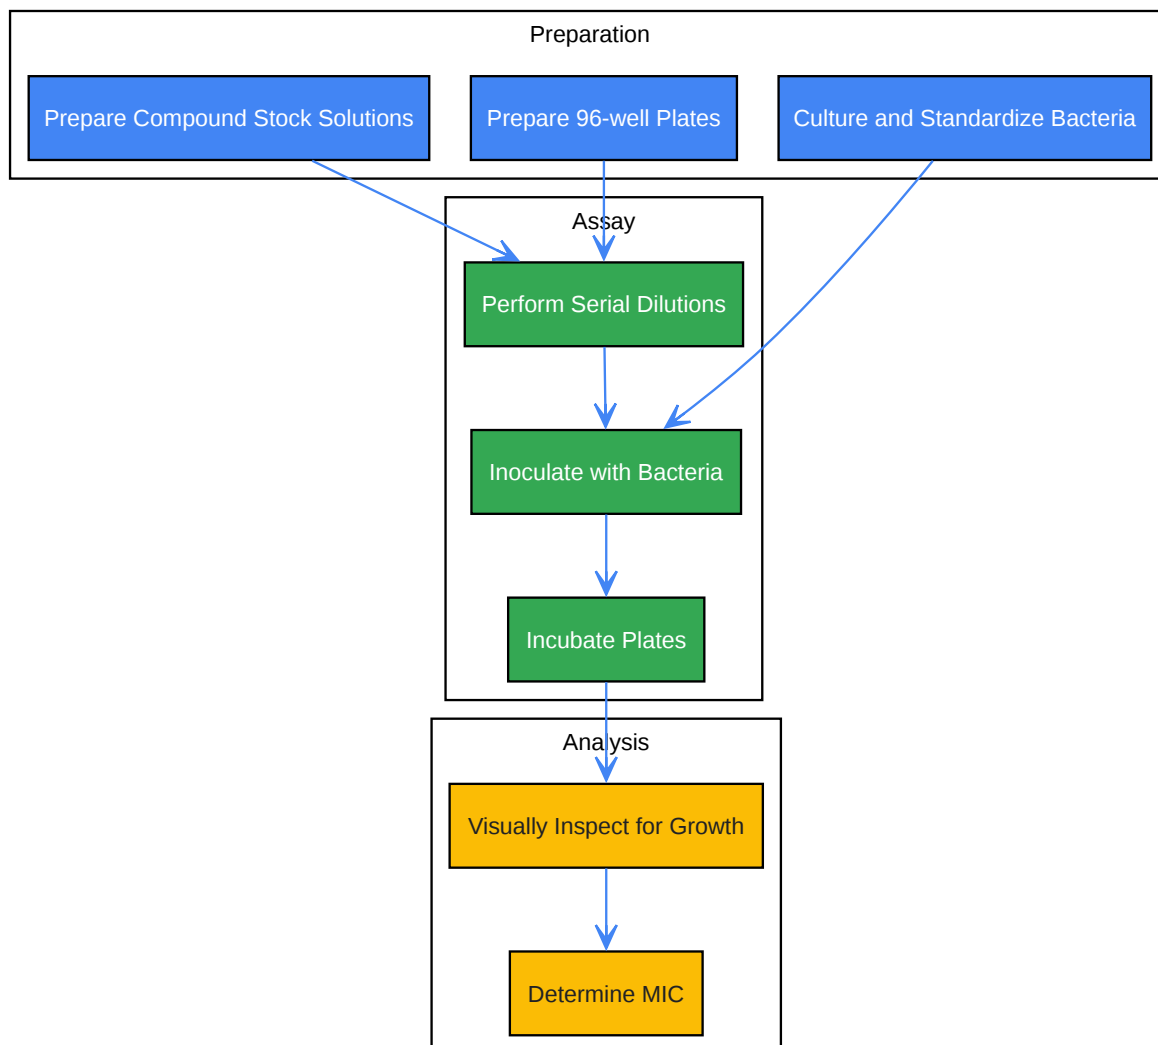 Preparation
Prepare Compound Stock Solutions
Prepare 96-well Plates
Culture and Standardize Bacteria
Assay
Perform Serial Dilutions
Inoculate with Bacteria
Incubate Plates
Analysis
Visually Inspect for Growth
Determine MIC